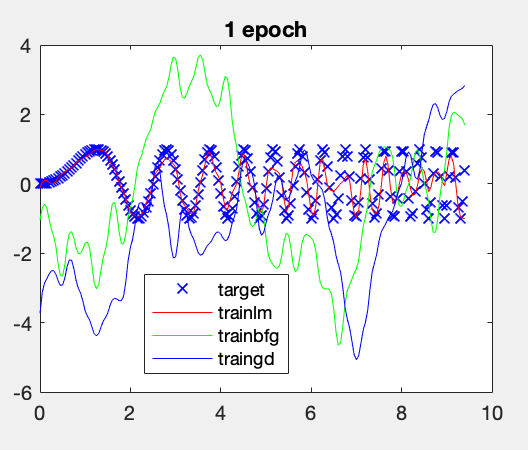 1 epoch
4
2
0
-2
-4
-6
target
trainlm
trainbfg
traingd
0 2 4 6 8 10